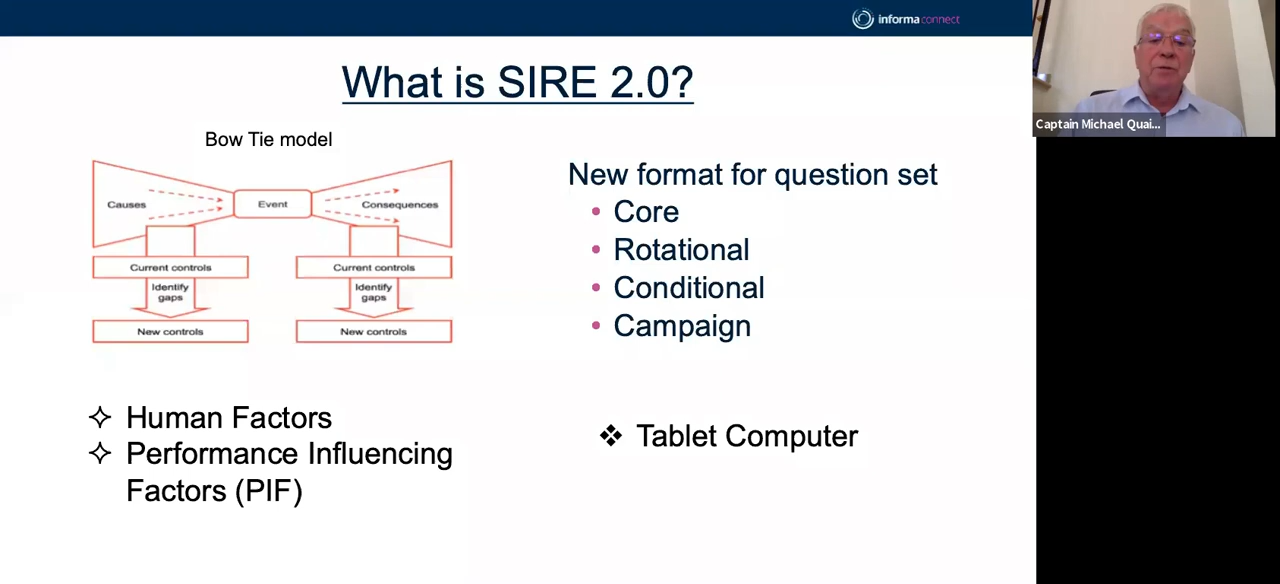 informa connect
What is SIRE 2.0?
Captain Michael Quai...
Bow Tie model
New format for question set
• Core
• Rotational
• Conditional
• Campaign
Causes
Event
Consequences
Current controls
Current controls
Identify
gaps
Identify
gaps
New controls
New controls
Human Factors
Performance Influencing
Factors (PIF)
Tablet Computer